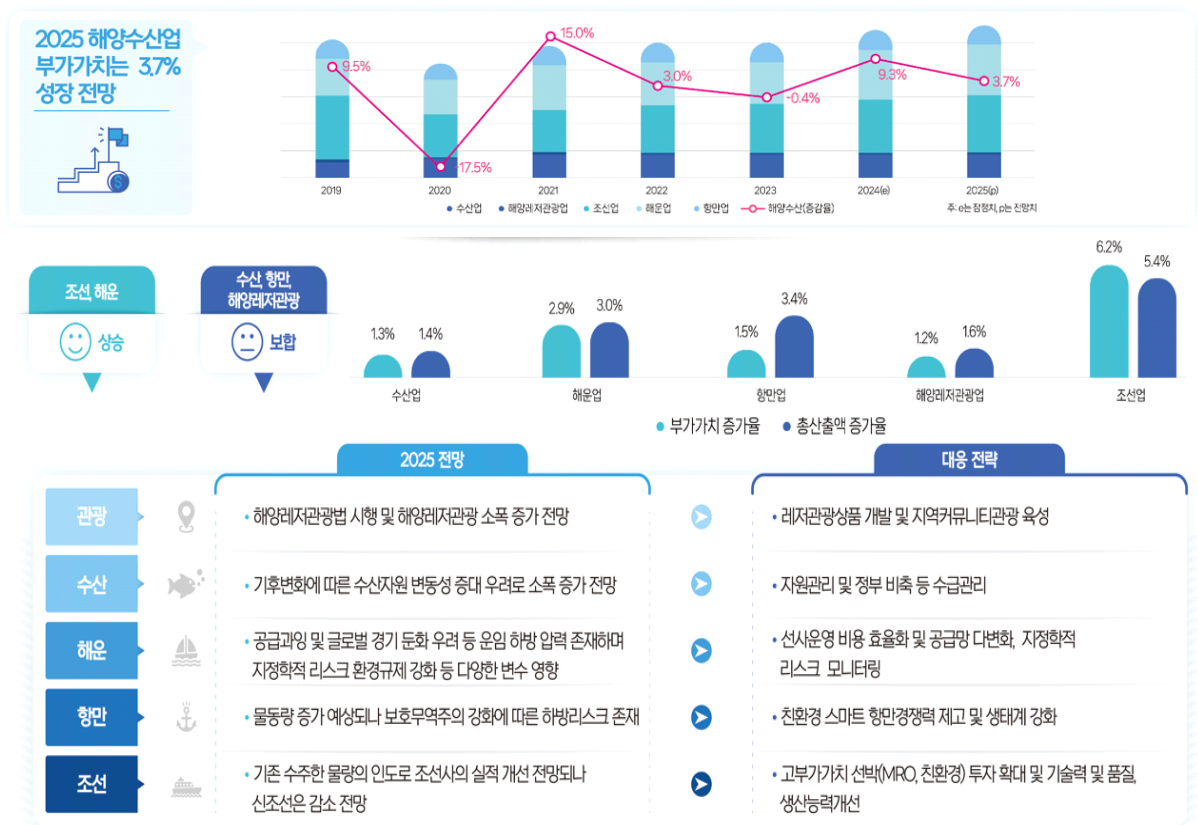 2025 해양수산업
부가가치는 3.7%
성장 전망
9.5%
-17.5%
15.0%
3.0%
-0.4%
9.3%
3.7%
2019
2020
2021
2022
2023
2024(e)
2025(p)
수산업
해양레저관광업
조선업
해운업
항만업
해양수산(증감율)
주: e는 잠정치, p는 전망치
조선, 해운
상승
수산, 항만,
해양레저관광
보합
1.3%
1.4%
2.9%
3.0%
1.5%
3.4%
1.2%
1.6%
6.2%
5.4%
수산업
해운업
항만업
해양레저관광업
조선업
부가가치 증가율
총산출액 증가율
2025 전망
대응 전략
관광
• 해양레저관광법 시행 및 해양레저관광 소폭 증가 전망
• 레저관광상품 개발 및 지역커뮤니티관광 육성
수산
• 기후변화에 따른 수산자원 변동성 증대 우려로 소폭 증가 전망
• 자원관리 및 정부 비축 등 수급관리
해운
• 공급과잉 및 글로벌 경기 둔화 우려 등 운임 하방 압력 존재하며
지정학적 리스크 환경규제 강화 등 다양한 변수 영향
• 선사운영 비용 효율화 및 공급망 다변화, 지정학적
리스크 모니터링
항만
• 물동량 증가 예상되나 보호무역주의 강화에 따른 하방리스크 존재
• 친환경 스마트 항만경쟁력 제고 및 생태계 강화
조선
• 기존 수주한 물량의 인도로 조선사의 실적 개선 전망되나
신조선은 감소 전망
• 고부가가치 선박(MRO, 친환경) 투자 확대 및 기술력 및 품질,
생산능력개선